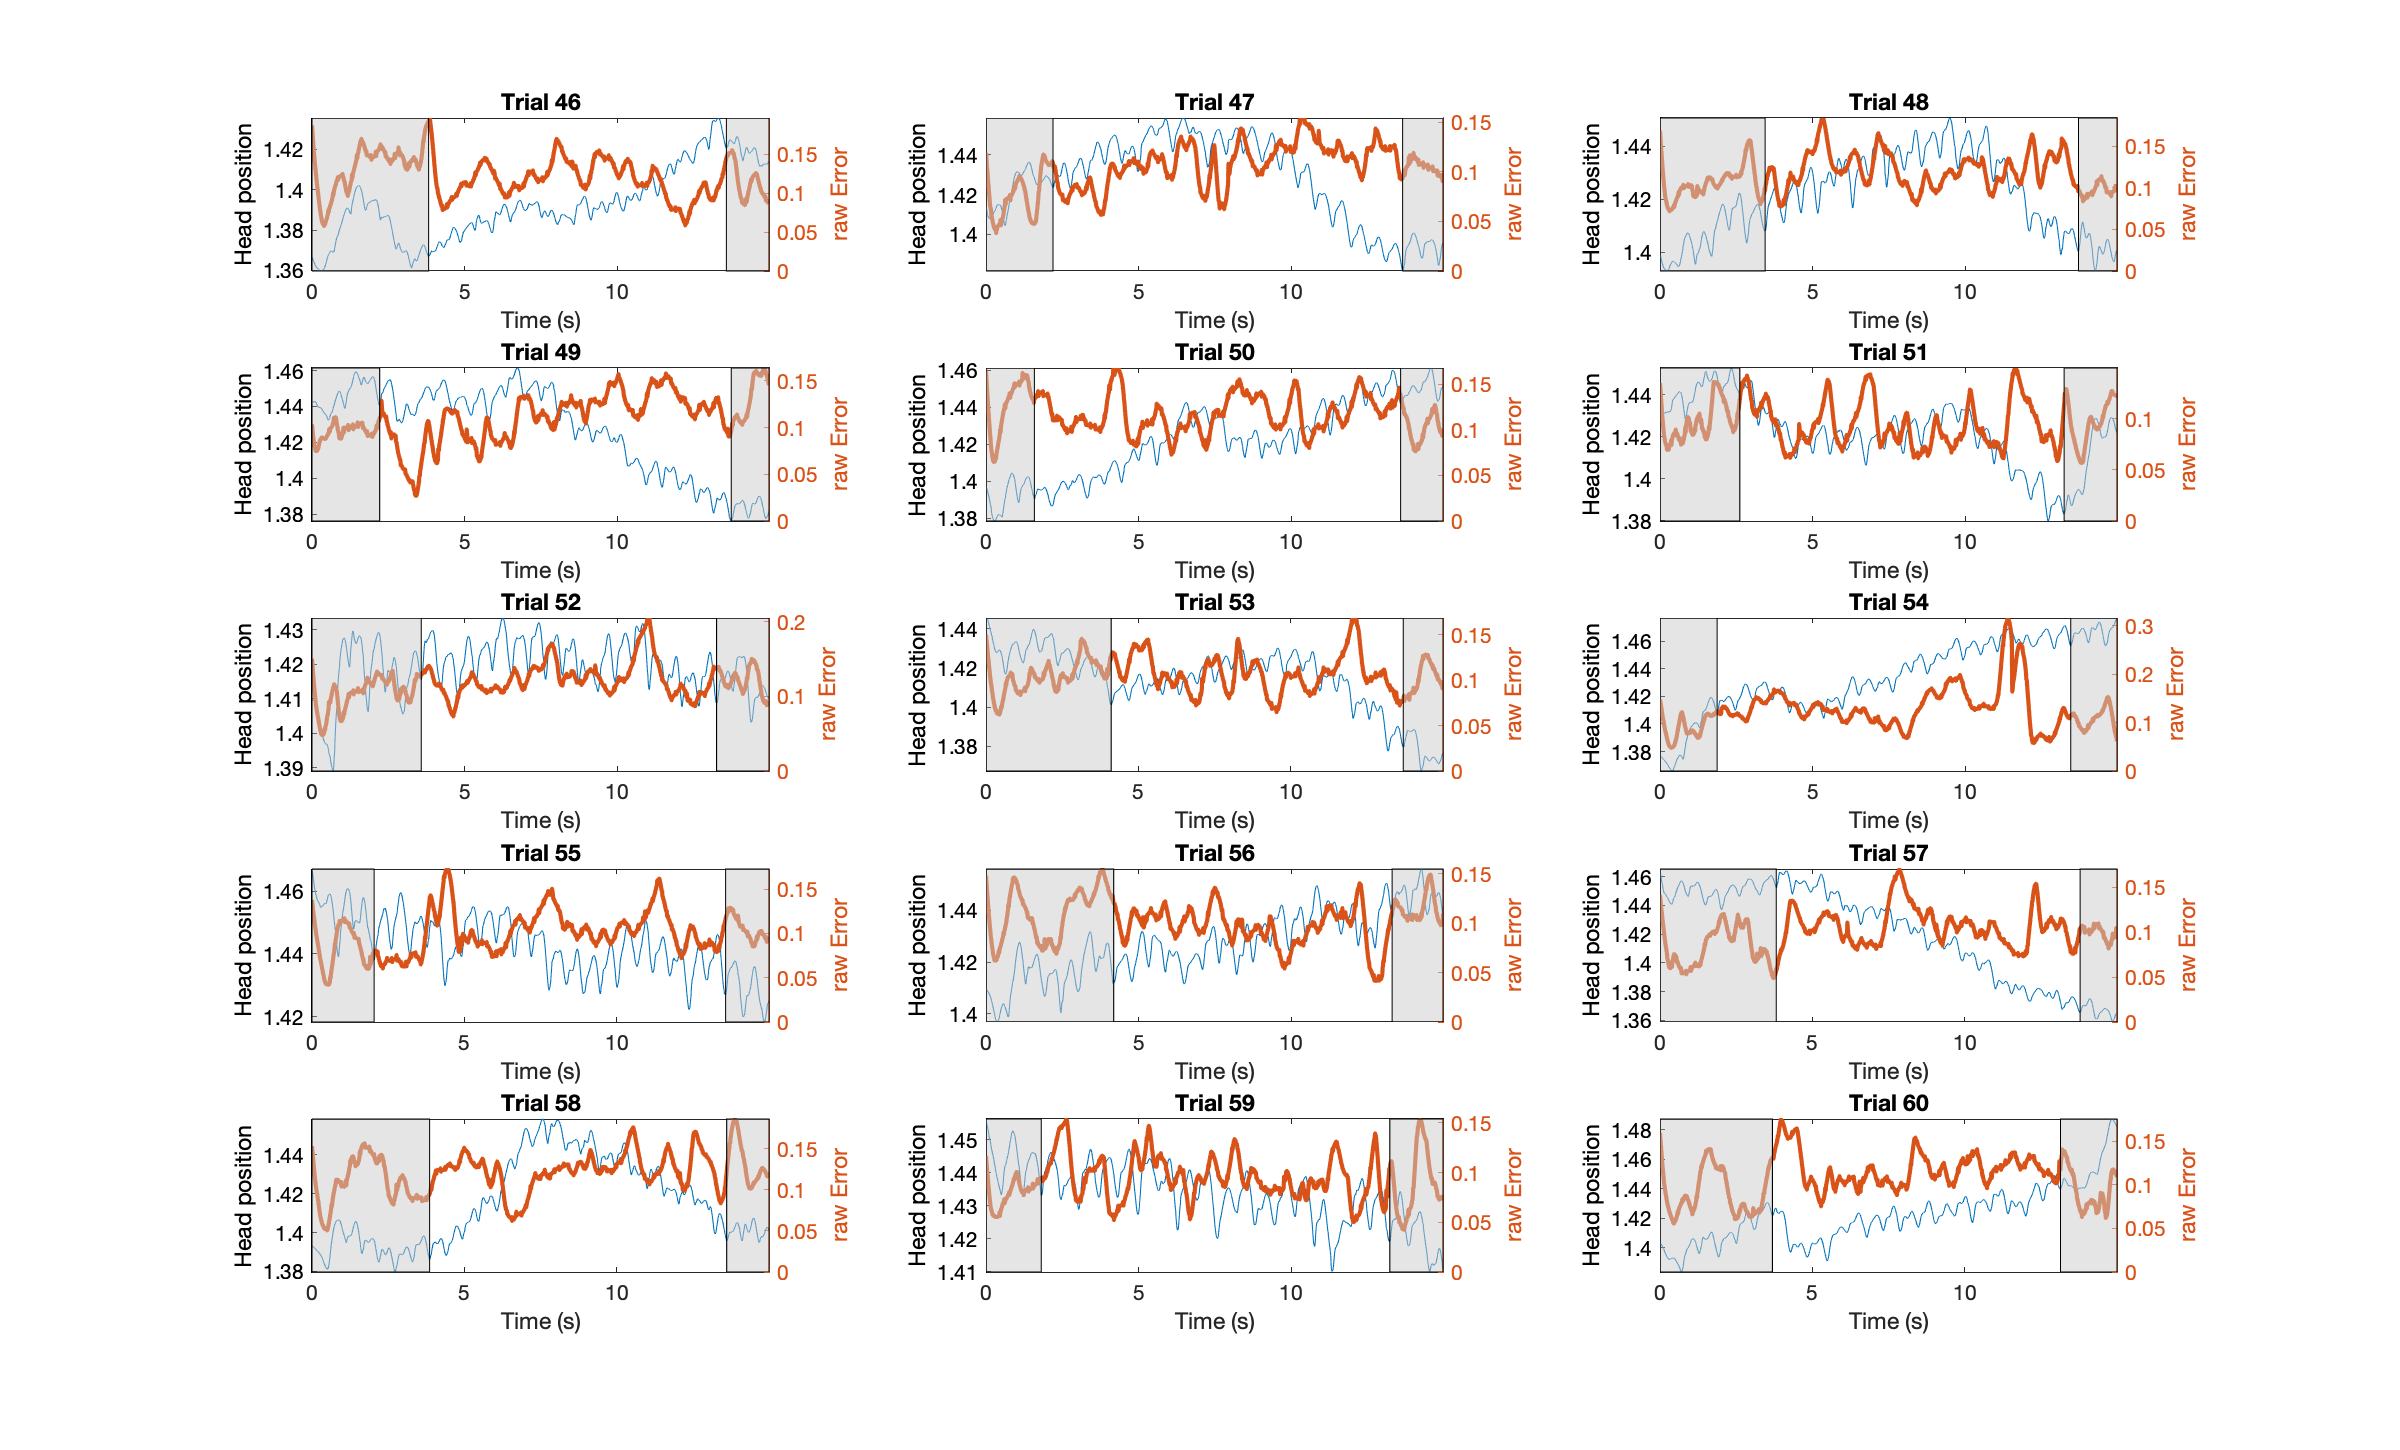 Trial 46
Head position
1.42
1.4
1.38
1.36
0.15
0.1
0.05
0
raw Error
0 5 10
Time (s)
Trial 47
Head position
1.44
1.42
1.4
0.15
0.1
0.05
0
raw Error
0 5 10
Time (s)
Trial 48
Head position
1.44
1.42
1.4
0.15
0.1
0.05
0
raw Error
0 5 10
Time (s)
Trial 49
Head position
1.46
1.44
1.42
1.4
1.38
0.15
0.1
0.05
0
raw Error
0 5 10
Time (s)
Trial 50
Head position
1.46
1.44
1.42
1.4
1.38
0.15
0.1
0.05
0
raw Error
0 5 10
Time (s)
Trial 51
Head position
1.44
1.42
1.4
1.38
0.1
0.05
0
raw Error
0 5 10
Time (s)
Trial 52
Head position
1.43
1.42
1.41
1.4
1.39
0.2
0.1
0
raw Error
0 5 10
Time (s)
Trial 53
Head position
1.44
1.42
1.4
1.38
0.15
0.1
0.05
0
raw Error
0 5 10
Time (s)
Trial 54
Head position
1.46
1.44
1.42
1.4
1.38
0.3
0.2
0.1
0
raw Error
0 5 10
Time (s)
Trial 55
Head position
1.46
1.44
1.42
0.15
0.1
0.05
0
raw Error
0 5 10
Time (s)
Trial 56
Head position
1.44
1.42
1.4
0.15
0.1
0.05
0
raw Error
0 5 10
Time (s)
Trial 57
Head position
1.46
1.44
1.42
1.4
1.38
1.36
0.15
0.1
0.05
0
raw Error
0 5 10
Time (s)
Trial 58
Head position
1.44
1.42
1.4
1.38
0.15
0.1
0.05
0
raw Error
0 5 10
Time (s)
Trial 59
Head position
1.45
1.44
1.43
1.42
1.41
0.15
0.1
0.05
0
raw Error
0 5 10
Time (s)
Trial 60
Head position
1.48
1.46
1.44
1.42
1.4
0.15
0.1
0.05
0
raw Error
0 5 10
Time (s)